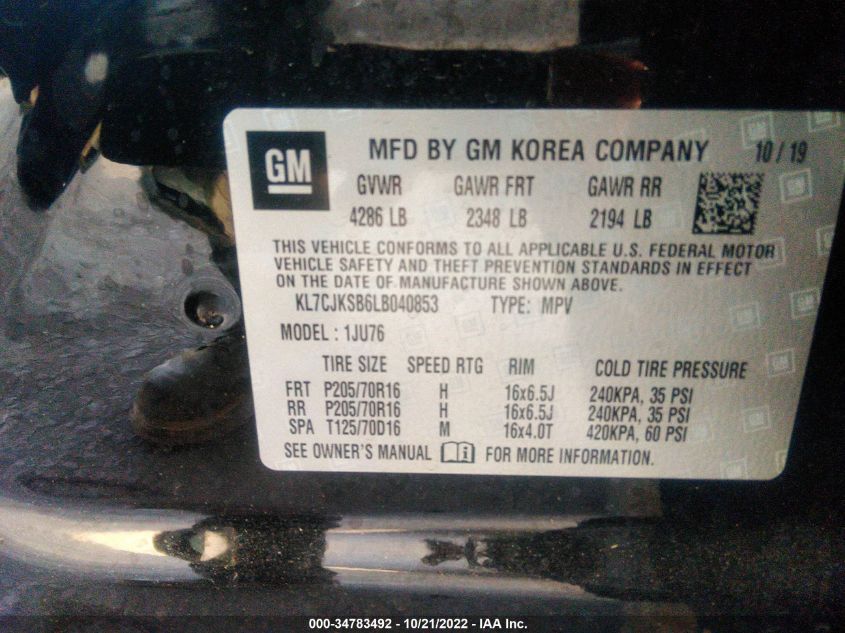 GM MFD BY GM KOREA COMPANY 10/19
GVWR GAWR FRT GAWR RR
4286 LB 2348 LB 2194 LB
THIS VEHICLE CONFORMS TO ALL APPLICABLE U.S. FEDERAL MOTOR
VEHICLE SAFETY AND THEFT PREVENTION STANDARDS IN EFFECT
ON THE DATE OF MANUFACTURE SHOWN ABOVE.
KL7CJKSB6LB040853 TYPE: MPV
MODEL: 1JU76
TIRE SIZE SPEED RTG RIM COLD TIRE PRESSURE
FRT P205/70R16 H 16x6.5J 240KPA, 35 PSI
RR P205/70R16 H 16x6.5J 240KPA, 35 PSI
SPA T125/70D16 M 16x4.0T 420KPA, 60 PSI
SEE OWNER'S MANUAL FOR MORE INFORMATION.
000-34783492 - 10/21/2022 - IAA Inc.